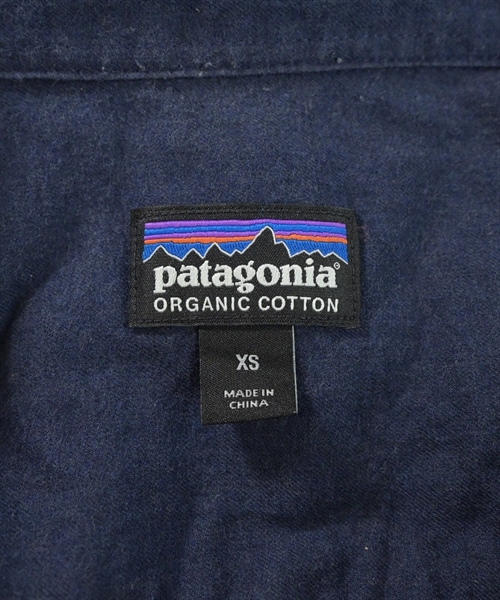 patagonia®
ORGANIC COTTON
XS
MADE IN
CHINA